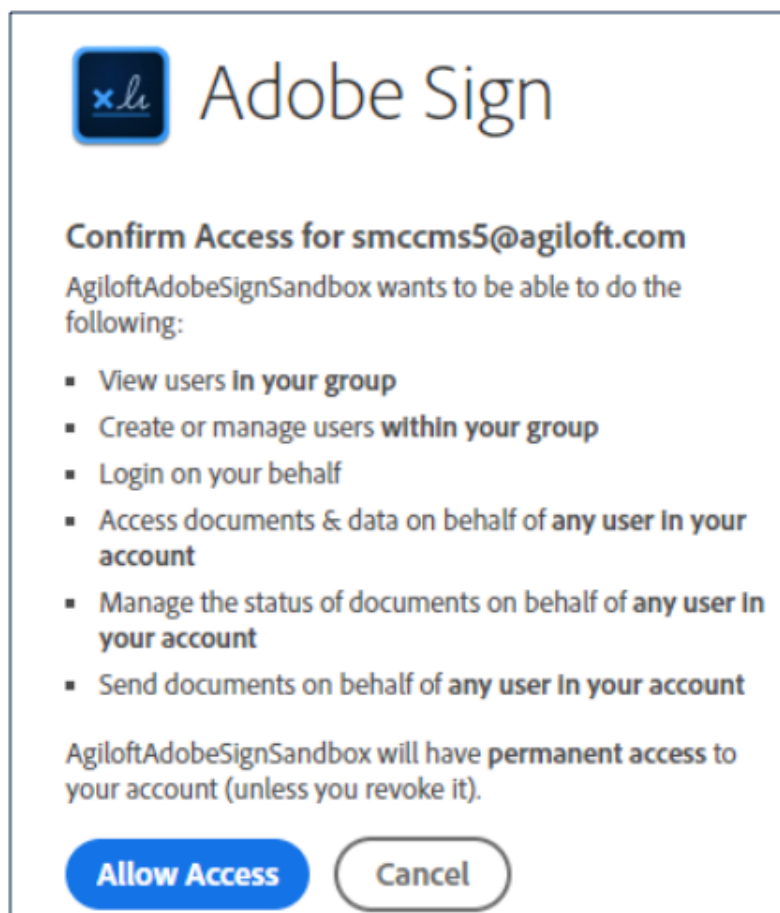 Adobe Sign
Confirm Access for smccms5@agiloft.com
AgiloftAdobeSignSandbox wants to be able to do the
following:
▪ View users in your group
▪ Create or manage users within your group
▪ Login on your behalf
▪ Access documents & data on behalf of any user in your
account
▪ Manage the status of documents on behalf of any user in
your account
▪ Send documents on behalf of any user in your account
AgiloftAdobeSignSandbox will have permanent access to
your account (unless you revoke it).
Allow Access Cancel